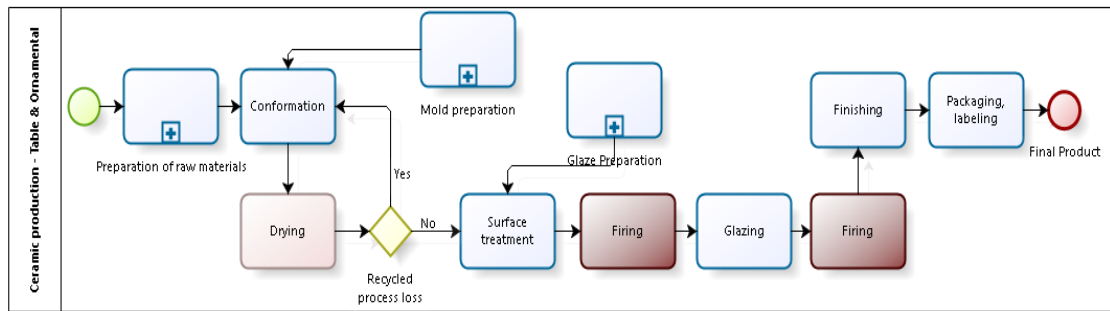 Ceramic production - Table & Ornamental
Preparation of raw materials
Conformation
Mold preparation
Drying
Yes
Recycled
process loss
No
Glaze Preparation
Surface
treatment
Firing
Glazing
Firing
Finishing
Packaging,
labeling
Final Product